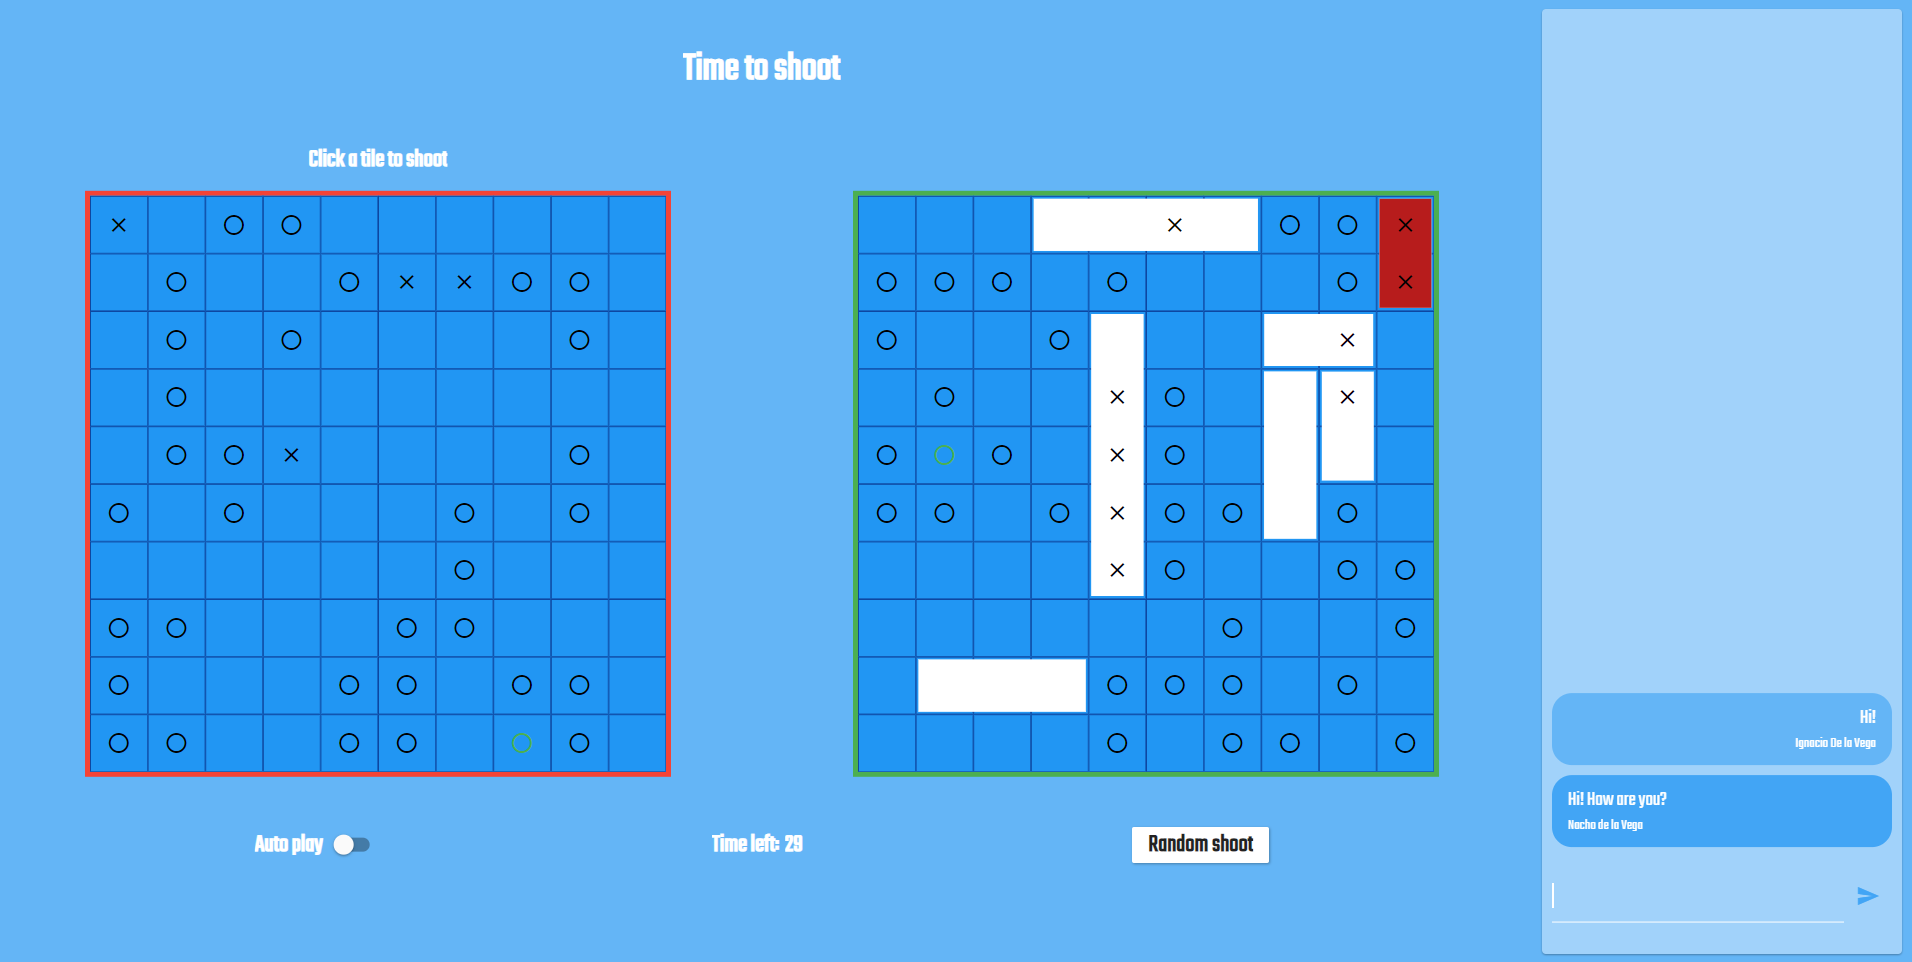 Time to shoot
Click a tile to shoot
Auto play
Time left: 29
Random shoot
Hi!
Ignacio De la Vega
Hi! How are you?
Nacho de la Vega